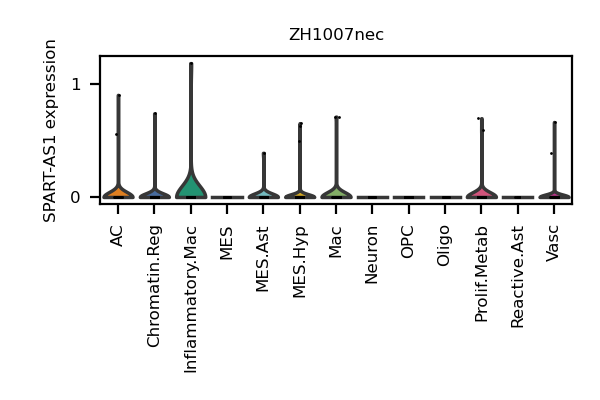 ZH1007nec
SPART-AS1 expression
1
0
AC
Chromatin.Reg
Inflammatory.Mac
MES
MES.Ast
MES.Hyp
Mac
Neuron
OPC
Oligo
Prolif.Metab
Reactive.Ast
Vasc